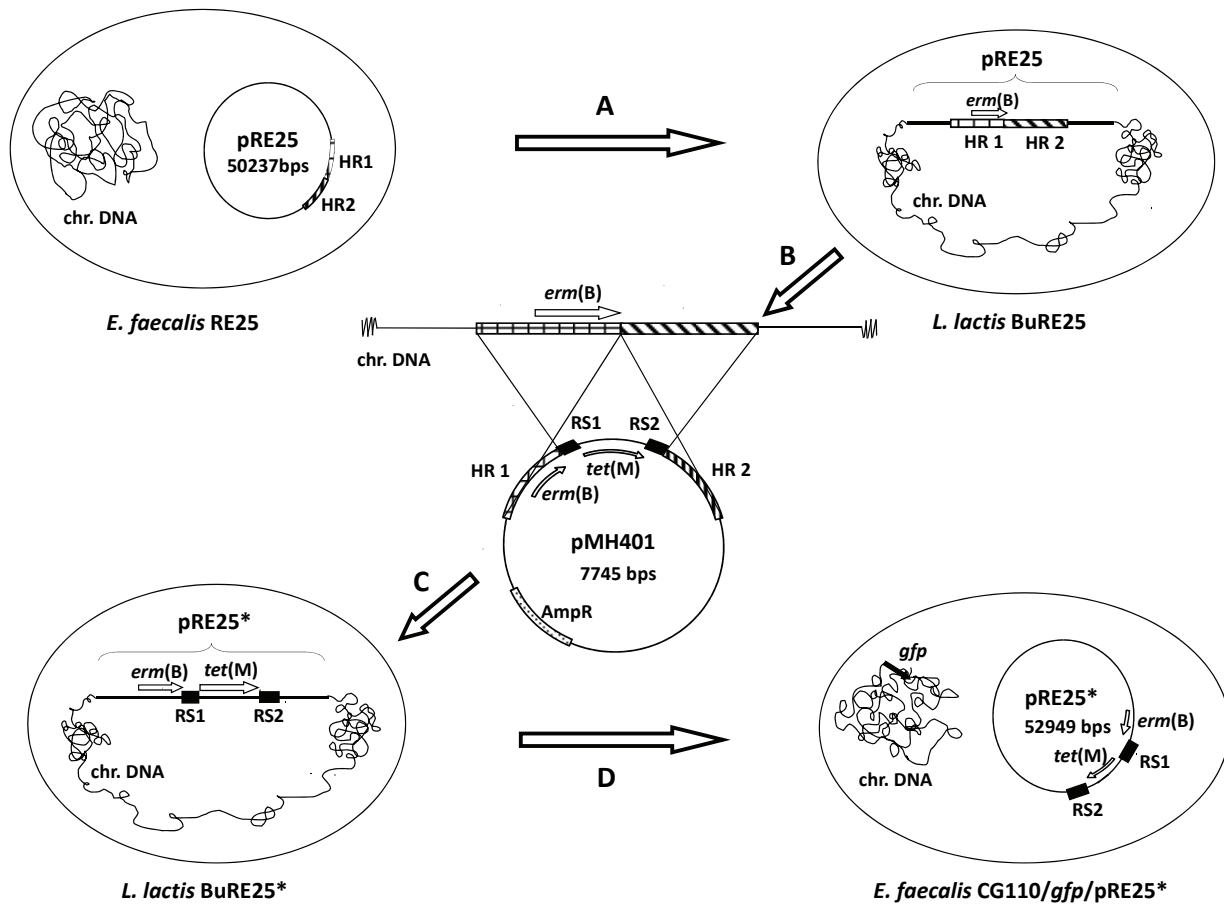 pRE25
50237bps
HR1
HR2
chr. DNA
E. faecalis RE25
A
pRE25
erm(B)
HR 1 HR 2
chr. DNA
L. lactis BuRE25
B
erm(B)
chr. DNA
RS1 RS2
HR 1 tet(M) HR 2
erm(B)
pMH401
7745 bps
AmpR
C
pRE25*
erm(B) tet(M)
RS1 RS2
chr. DNA
L. lactis BuRE25*
D
gfp
pRE25*
52949 bps
erm(B)
tet(M)
RS1
RS2
chr. DNA
E. faecalis CG110/gfp/pRE25*